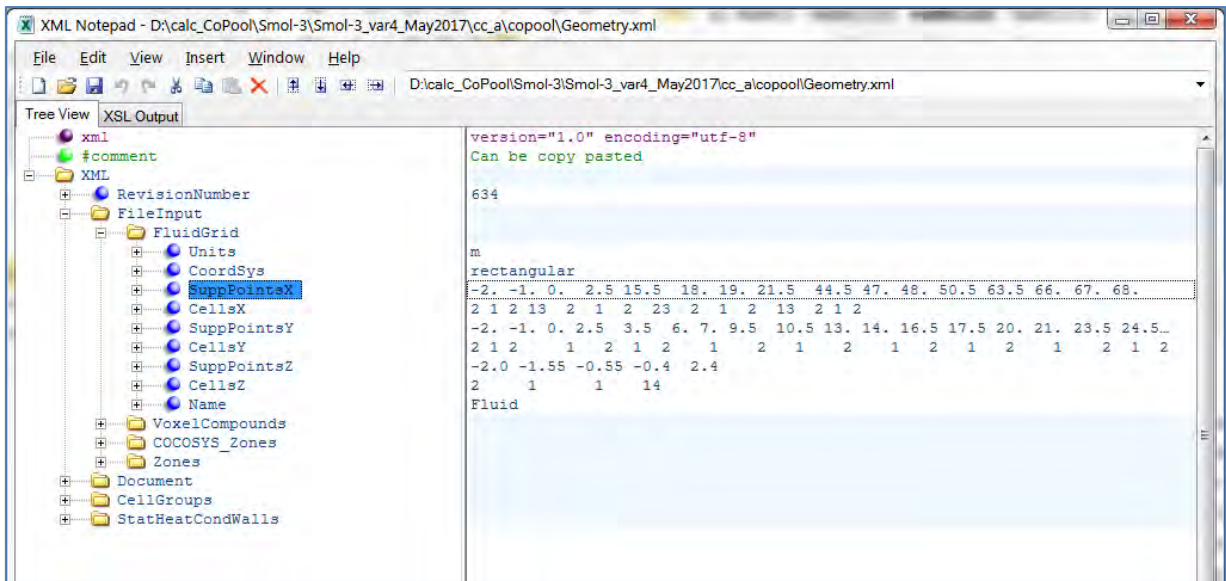 XML Notepad - D:\calc_CoPool\Smol-3\Smol-3_var4_May2017\cc_a\copool\Geometry.xml
File Edit View Insert Window Help
D:\calc_CoPool\Smol-3\Smol-3_var4_May2017\cc_a\copool\Geometry.xml
Tree View XSL Output
xml version="1.0" encoding="utf-8"
#comment Can be copy pasted
XML
RevisionNumber 634
FileInput
FluidGrid
Units m
CoordSys rectangular
SuppPointsX -2. -1. 0. 2.5 15.5 18. 19. 21.5 44.5 47. 48. 50.5 63.5 66. 67. 68.
CellsX 2 1 2 13 2 1 2 23 2 1 2 13 2 1 2
SuppPointsY -2. -1. 0. 2.5 3.5 6. 7. 9.5 10.5 13. 14. 16.5 17.5 20. 21. 23.5 24.5…
CellsY 2 1 2 1 2 1 2 1 2 1 2 1 2 1 2 1 2 1 2
SuppPointsZ -2.0 -1.55 -0.55 -0.4 2.4
CellsZ 2 1 1 14
Name Fluid
VoxelCompounds
COCOSYS_Zones
Zones
Document
CellGroups
StatHeatCondWalls